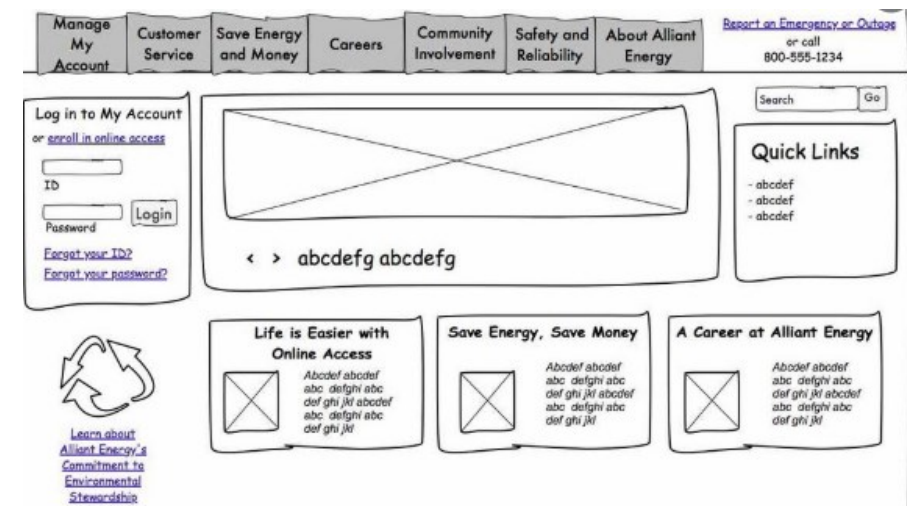 Manage
My
Account
Customer
Service
Save Energy
and Money
Careers
Community
Involvement
Safety and
Reliability
About Alliant
Energy
Report an Emergency or Outage
or call
800-555-1234
Log in to My Account
or enroll in online access
ID
Password
Login
Forgot your ID?
Forgot your password?
< > abcdefg abcdefg
Search
Go
Quick Links
- abcdef
- abcdef
- abcdef
Learn about
Alliant Energy's
Commitment to
Environmental
Stewardship
Life is Easier with
Online Access
Abcdef abcdef
abc defghi abc
def ghi jkl abcdef
abc defghi abc
def ghi jkl
Save Energy, Save Money
Abcdef abcdef
abc defghi abc
def ghi jkl abcdef
abc defghi abc
def ghi jkl
A Career at Alliant Energy
Abcdef abcdef
abc defghi abc
def ghi jkl abcdef
abc defghi abc
def ghi jkl